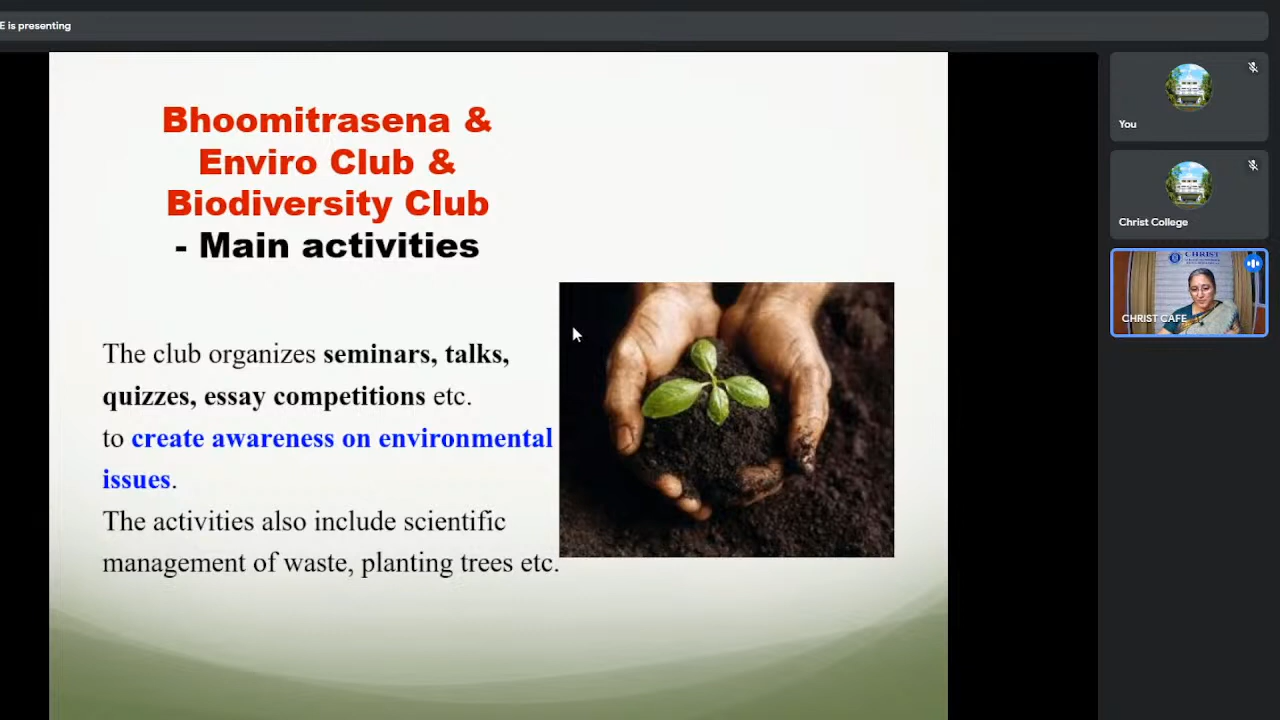 E is presenting
Bhoomitrasena &
Enviro Club &
Biodiversity Club
- Main activities
The club organizes seminars, talks,
quizzes, essay competitions etc.
to create awareness on environmental
issues.
The activities also include scientific
management of waste, planting trees etc.
You
Christ College
CHRIST
CHRIST CAFE